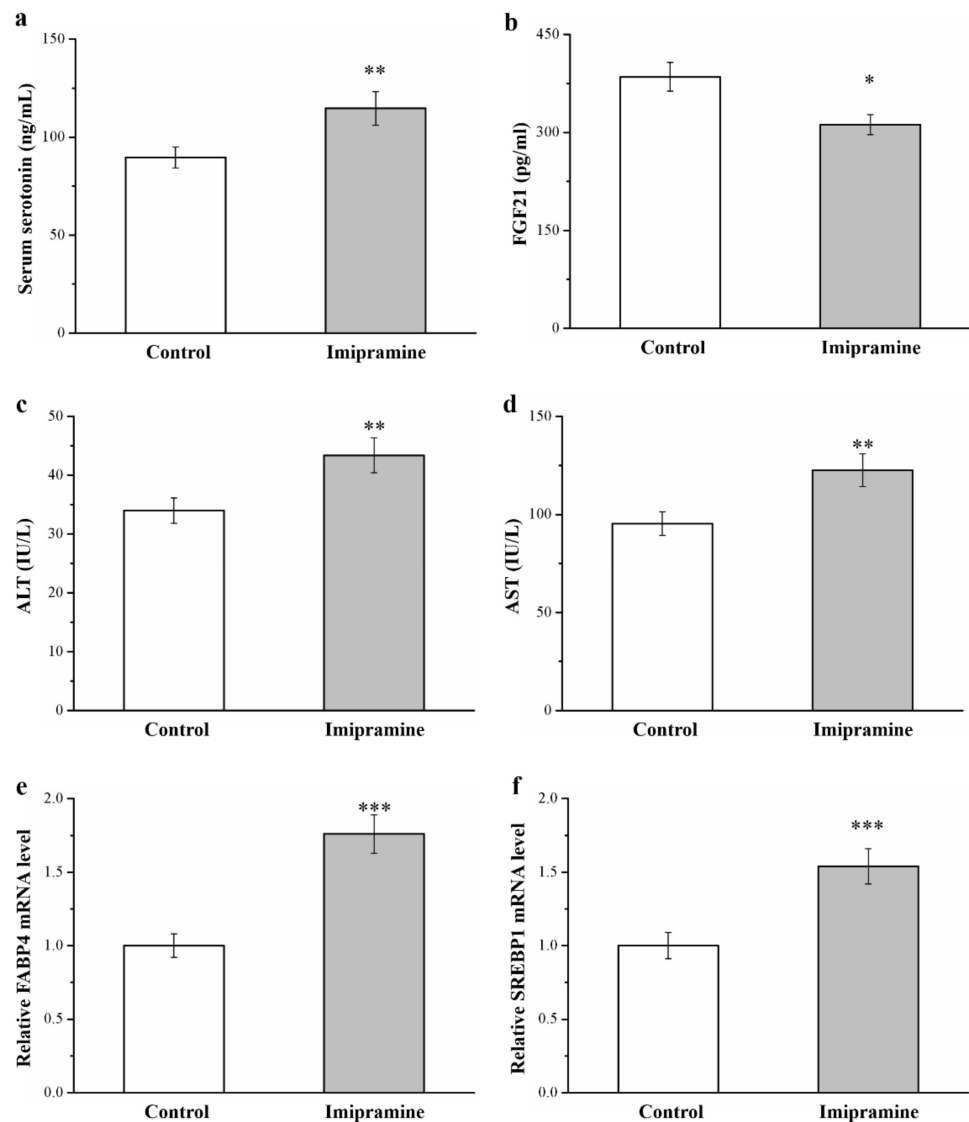 a
Serum serotonin (ng/mL)
150
100
50
0
**
Control
Imipramine
b
FGF21 (pg/ml)
450
300
150
0
*
Control
Imipramine
c
ALT (IU/L)
50
40
30
20
10
0
**
Control
Imipramine
d
AST (IU/L)
150
100
50
0
**
Control
Imipramine
e
Relative FABP4 mRNA level
2.0
1.5
1.0
0.5
0.0
***
Control
Imipramine
f
Relative SREBP1 mRNA level
2.0
1.5
1.0
0.5
0.0
***
Control
Imipramine